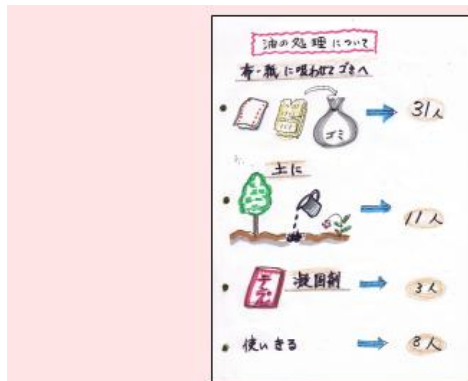 油の処理について
布・紙に吸わせてゴミへ
ゴミ
31人
土に
11人
凝固剤
3人
使いきる
8人